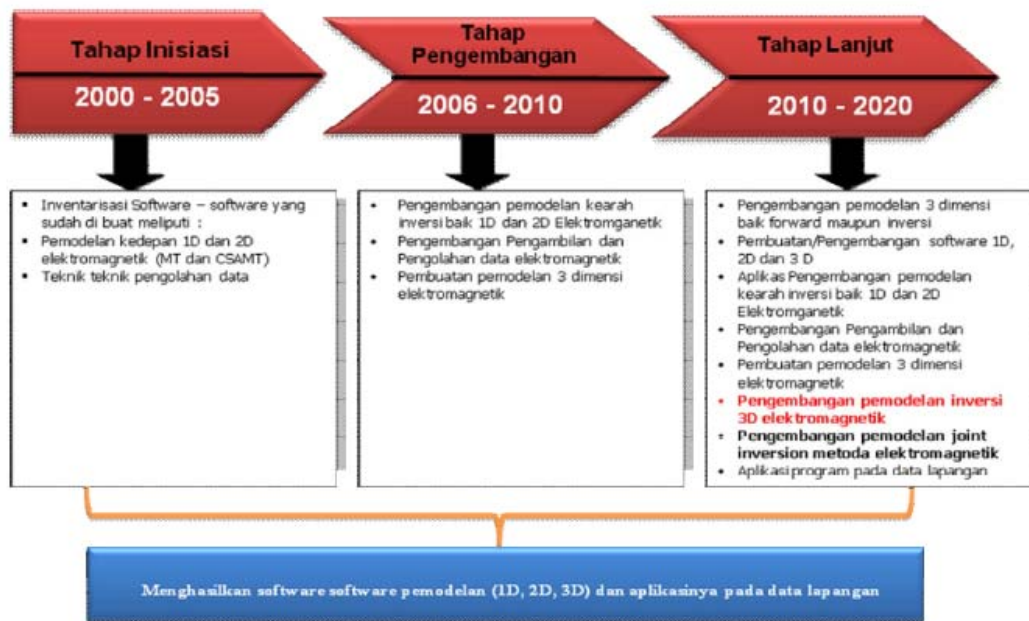 Tahap Inisiasi
2000 - 2005
Tahap
Pengembangan
2006 - 2010
Tahap Lanjut
2010 - 2020
▪ Inventarisasi Software – software yang
sudah di buat meliputi :
▪ Pemodelan kedepan 1D dan 2D
elektromagnetik (MT dan CSAMT)
▪ Teknik teknik pengolahan data
• Pengembangan pemodelan kearah
inversi baik 1D dan 2D Elektromganetik
• Pengembangan Pengambilan dan
Pengolahan data elektromagnetik
• Pembuatan pemodelan 3 dimensi
elektromagnetik
• Pengembangan pemodelan 3 dimensi
baik forward maupun inversi
• Pembuatan/Pengembangan software 1D,
2D dan 3 D
• Aplikas Pengembangan pemodelan
kearah inversi baik 1D dan 2D
Elektromganetik
• Pengembangan Pengambilan dan
Pengolahan data elektromagnetik
• Pembuatan pemodelan 3 dimensi
elektromagnetik
• Pengembangan pemodelan inversi
3D elektromagnetik
• Pengembangan pemodelan joint
inversion metoda elektromagnetik
• Aplikasi program pada data lapangan
Menghasilkan software software pemodelan (1D, 2D, 3D) dan aplikasinya pada data lapangan